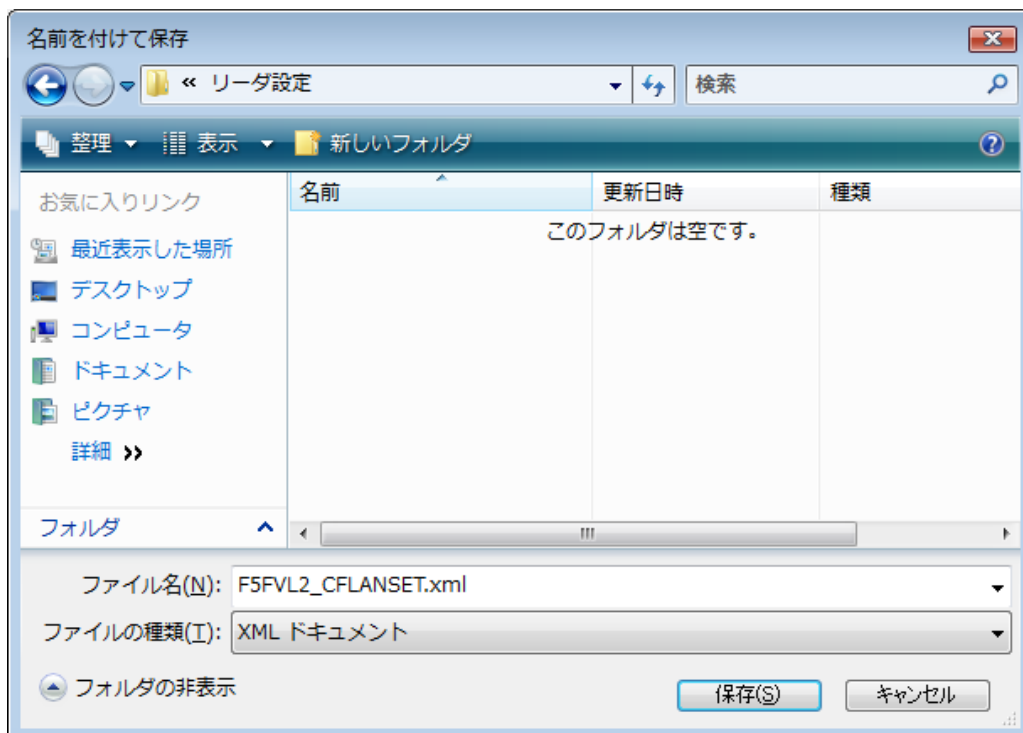 名前を付けて保存
« リーダ設定
検索
整理 表示 新しいフォルダ
お気に入りリンク
最近表示した場所
デスクトップ
コンピュータ
ドキュメント
ピクチャ
詳細 »
フォルダ
名前 更新日時 種類
このフォルダは空です。
ファイル名(N): F5FVL2_CFLANSET.xml
ファイルの種類(T): XML ドキュメント
フォルダの非表示
保存(S) キャンセル